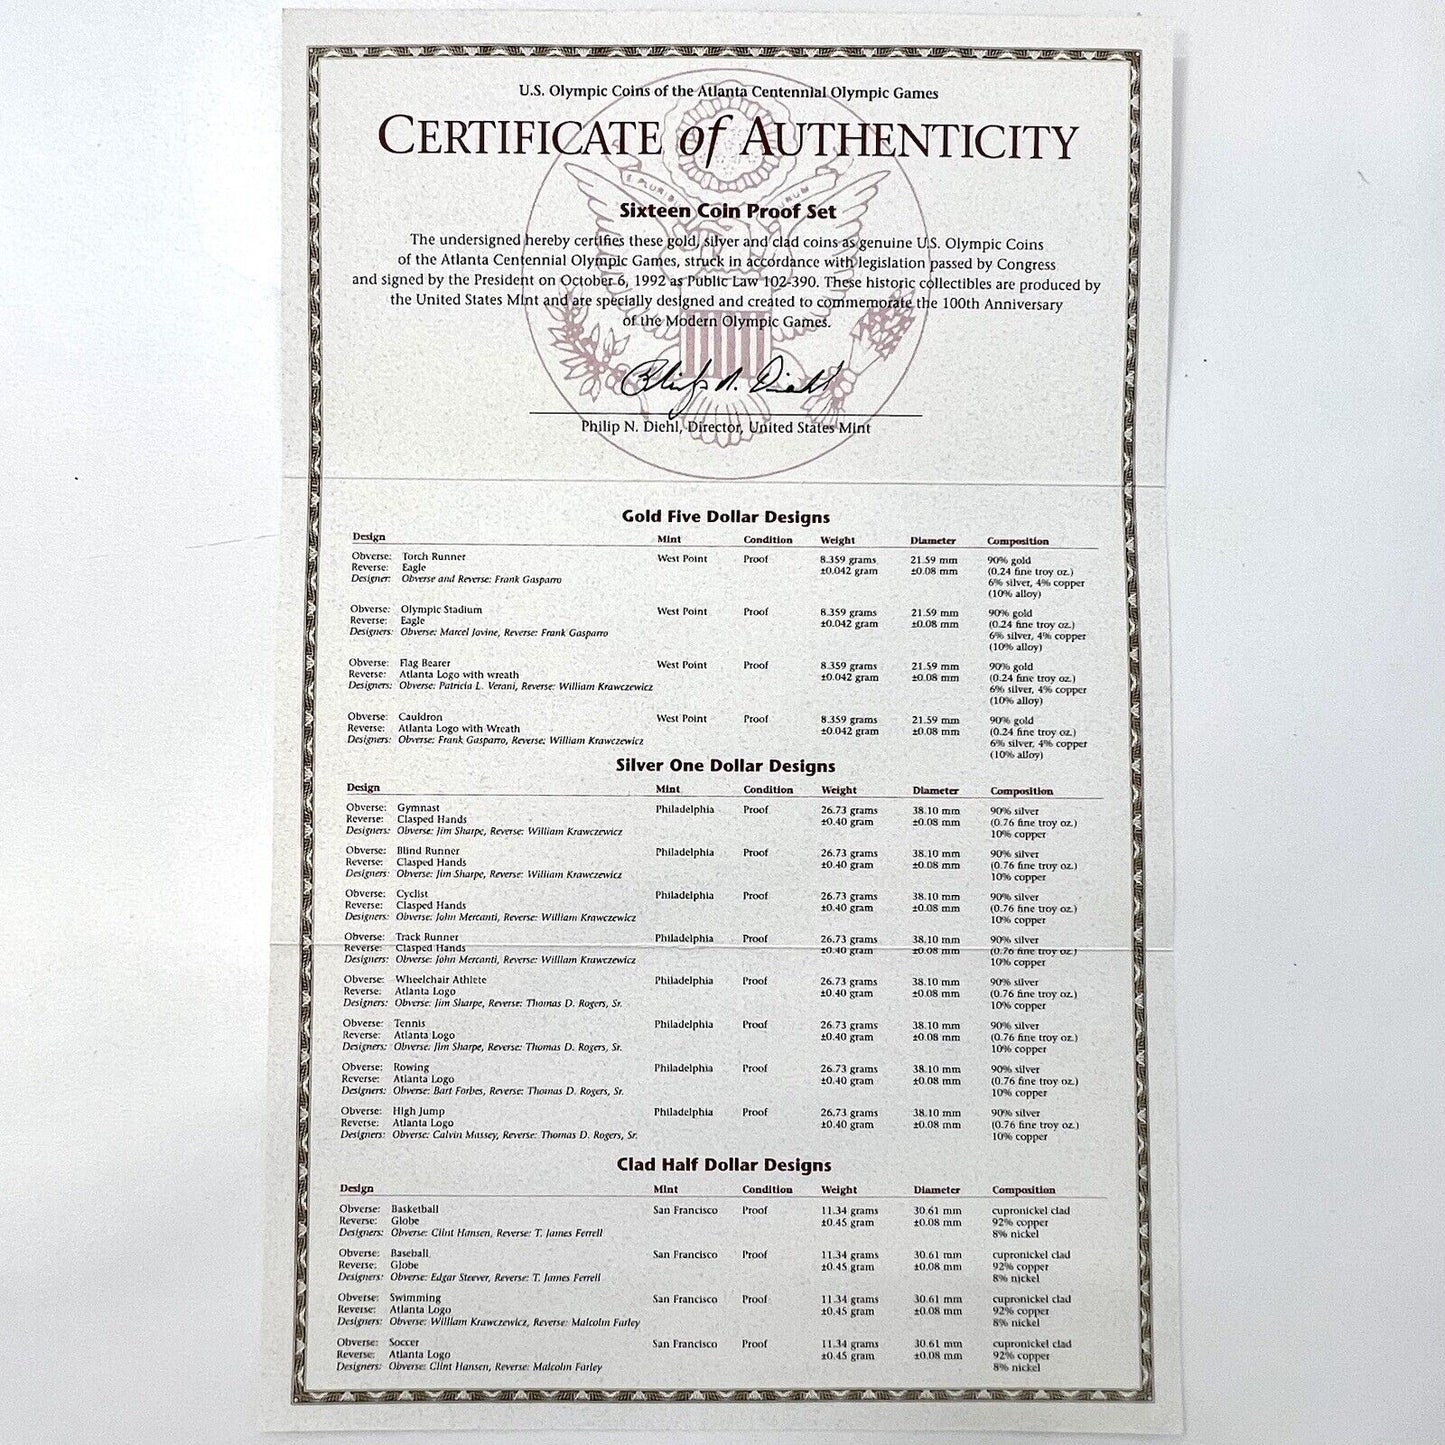 U.S. Olympic Coins of the Atlanta Centennial Olympic Games
CERTIFICATE of AUTHENTICITY
E PLURIBUS UNUM
Sixteen Coin Proof Set
The undersigned hereby certifies these gold, silver and clad coins as genuine U.S. Olympic Coins
of the Atlanta Centennial Olympic Games, struck in accordance with legislation passed by Congress
and signed by the President on October 6, 1992 as Public Law 102-390. These historic collectibles are produced by
the United States Mint and are specially designed and created to commemorate the 100th Anniversary
of the Modern Olympic Games.
Philip N. Diehl
Philip N. Diehl, Director, United States Mint
Gold Five Dollar Designs
Design Mint Condition Weight Diameter Composition
Obverse: Torch Runner West Point Proof 8.359 grams 21.59 mm 90% gold
Reverse: Eagle ±0.042 gram ±0.08 mm (0.24 fine troy oz.)
Designer: Obverse and Reverse: Frank Gasparro 6% silver, 4% copper
(10% alloy)
Obverse: Olympic Stadium West Point Proof 8.359 grams 21.59 mm 90% gold
Reverse: Eagle ±0.042 gram ±0.08 mm (0.24 fine troy oz.)
Designers: Obverse: Marcel Jovine, Reverse: Frank Gasparro 6% silver, 4% copper
(10% alloy)
Obverse: Flag Bearer West Point Proof 8.359 grams 21.59 mm 90% gold
Reverse: Atlanta Logo with wreath ±0.042 gram ±0.08 mm (0.24 fine troy oz.)
Designers: Obverse: Patricia L. Verani, Reverse: William Krawczewicz 6% silver, 4% copper
(10% alloy)
Obverse: Cauldron West Point Proof 8.359 grams 21.59 mm 90% gold
Reverse: Atlanta Logo with Wreath ±0.042 gram ±0.08 mm (0.24 fine troy oz.)
Designers: Obverse: Frank Gasparro, Reverse: William Krawczewicz 6% silver, 4% copper
(10% alloy)
Silver One Dollar Designs
Design Mint Condition Weight Diameter Composition
Obverse: Gymnast Philadelphia Proof 26.73 grams 38.10 mm 90% silver
Reverse: Clasped Hands ±0.40 gram ±0.08 mm (0.76 fine troy oz.)
Designers: Obverse: Jim Sharpe, Reverse: William Krawczewicz 10% copper
Obverse: Blind Runner Philadelphia Proof 26.73 grams 38.10 mm 90% silver
Reverse: Clasped Hands ±0.40 gram ±0.08 mm (0.76 fine troy oz.)
Designers: Obverse: Jim Sharpe, Reverse: William Krawczewicz 10% copper
Obverse: Cyclist Philadelphia Proof 26.73 grams 38.10 mm 90% silver
Reverse: Clasped Hands ±0.40 gram ±0.08 mm (0.76 fine troy oz.)
Designers: Obverse: John Mercanti, Reverse: William Krawczewicz 10% copper
Obverse: Track Runner Philadelphia Proof 26.73 grams 38.10 mm 90% silver
Reverse: Clasped Hands ±0.40 gram ±0.08 mm (0.76 fine troy oz.)
Designers: Obverse: John Mercanti, Reverse: William Krawczewicz 10% copper
Obverse: Wheelchair Athlete Philadelphia Proof 26.73 grams 38.10 mm 90% silver
Reverse: Atlanta Logo ±0.40 gram ±0.08 mm (0.76 fine troy oz.)
Designers: Obverse: Jim Sharpe, Reverse: Thomas D. Rogers, Sr. 10% copper
Obverse: Tennis Philadelphia Proof 26.73 grams 38.10 mm 90% silver
Reverse: Atlanta Logo ±0.40 gram ±0.08 mm (0.76 fine troy oz.)
Designers: Obverse: Jim Sharpe, Reverse: Thomas D. Rogers, Sr. 10% copper
Obverse: Rowing Philadelphia Proof 26.73 grams 38.10 mm 90% silver
Reverse: Atlanta Logo ±0.40 gram ±0.08 mm (0.76 fine troy oz.)
Designers: Obverse: Bart Forbes, Reverse: Thomas D. Rogers, Sr. 10% copper
Obverse: High Jump Philadelphia Proof 26.73 grams 38.10 mm 90% silver
Reverse: Atlanta Logo ±0.40 gram ±0.08 mm (0.76 fine troy oz.)
Designers: Obverse: Calvin Massey, Reverse: Thomas D. Rogers, Sr. 10% copper
Clad Half Dollar Designs
Design Mint Condition Weight Diameter Composition
Obverse: Basketball San Francisco Proof 11.34 grams 30.61 mm cupronickel clad
Reverse: Globe ±0.45 gram ±0.08 mm 92% copper
Designers: Obverse: Clint Hansen, Reverse: T. James Ferrell 8% nickel
Obverse: Baseball San Francisco Proof 11.34 grams 30.61 mm cupronickel clad
Reverse: Globe ±0.45 gram ±0.08 mm 92% copper
Designers: Obverse: Edgar Steever, Reverse: T. James Ferrell 8% nickel
Obverse: Swimming San Francisco Proof 11.34 grams 30.61 mm cupronickel clad
Reverse: Atlanta Logo ±0.45 gram ±0.08 mm 92% copper
Designers: Obverse: William Krawczewicz, Reverse: Malcolm Farley 8% nickel
Obverse: Soccer San Francisco Proof 11.34 grams 30.61 mm cupronickel clad
Reverse: Atlanta Logo ±0.45 gram ±0.08 mm 92% copper
Designers: Obverse: Clint Hansen, Reverse: Malcolm Farley 8% nickel